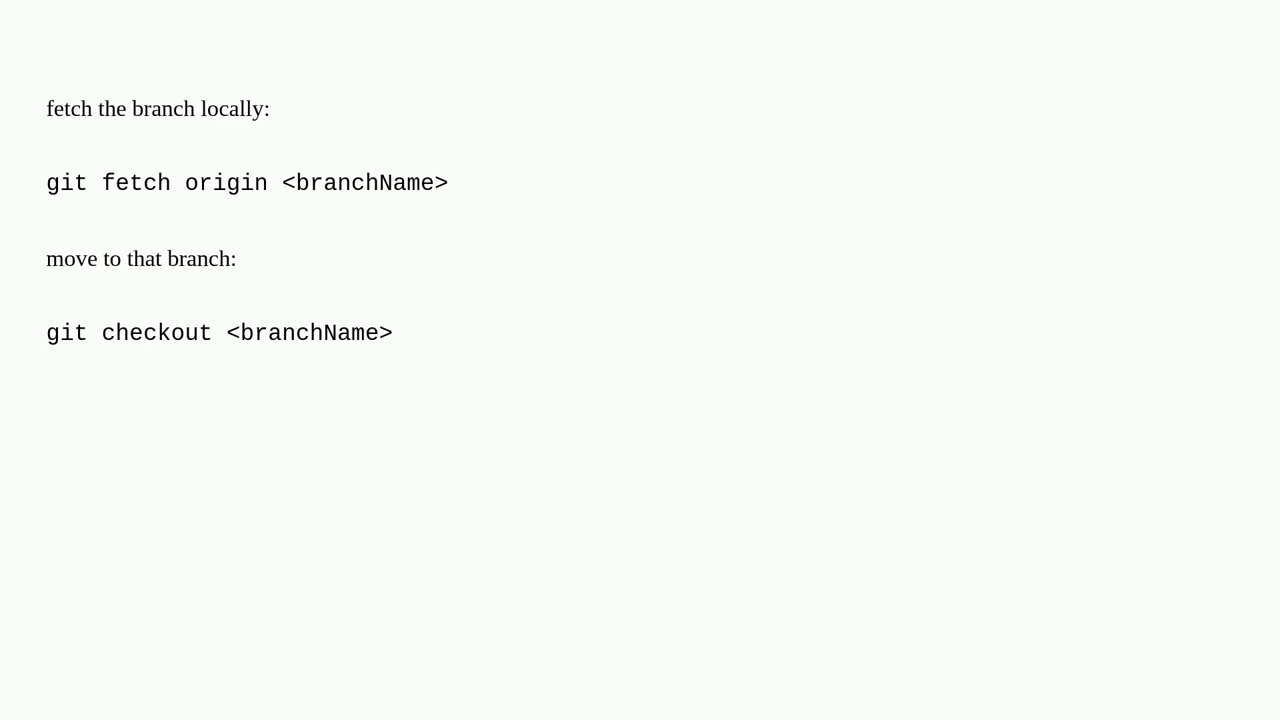 fetch the branch locally:
git fetch origin <branchName>
move to that branch:
git checkout <branchName>